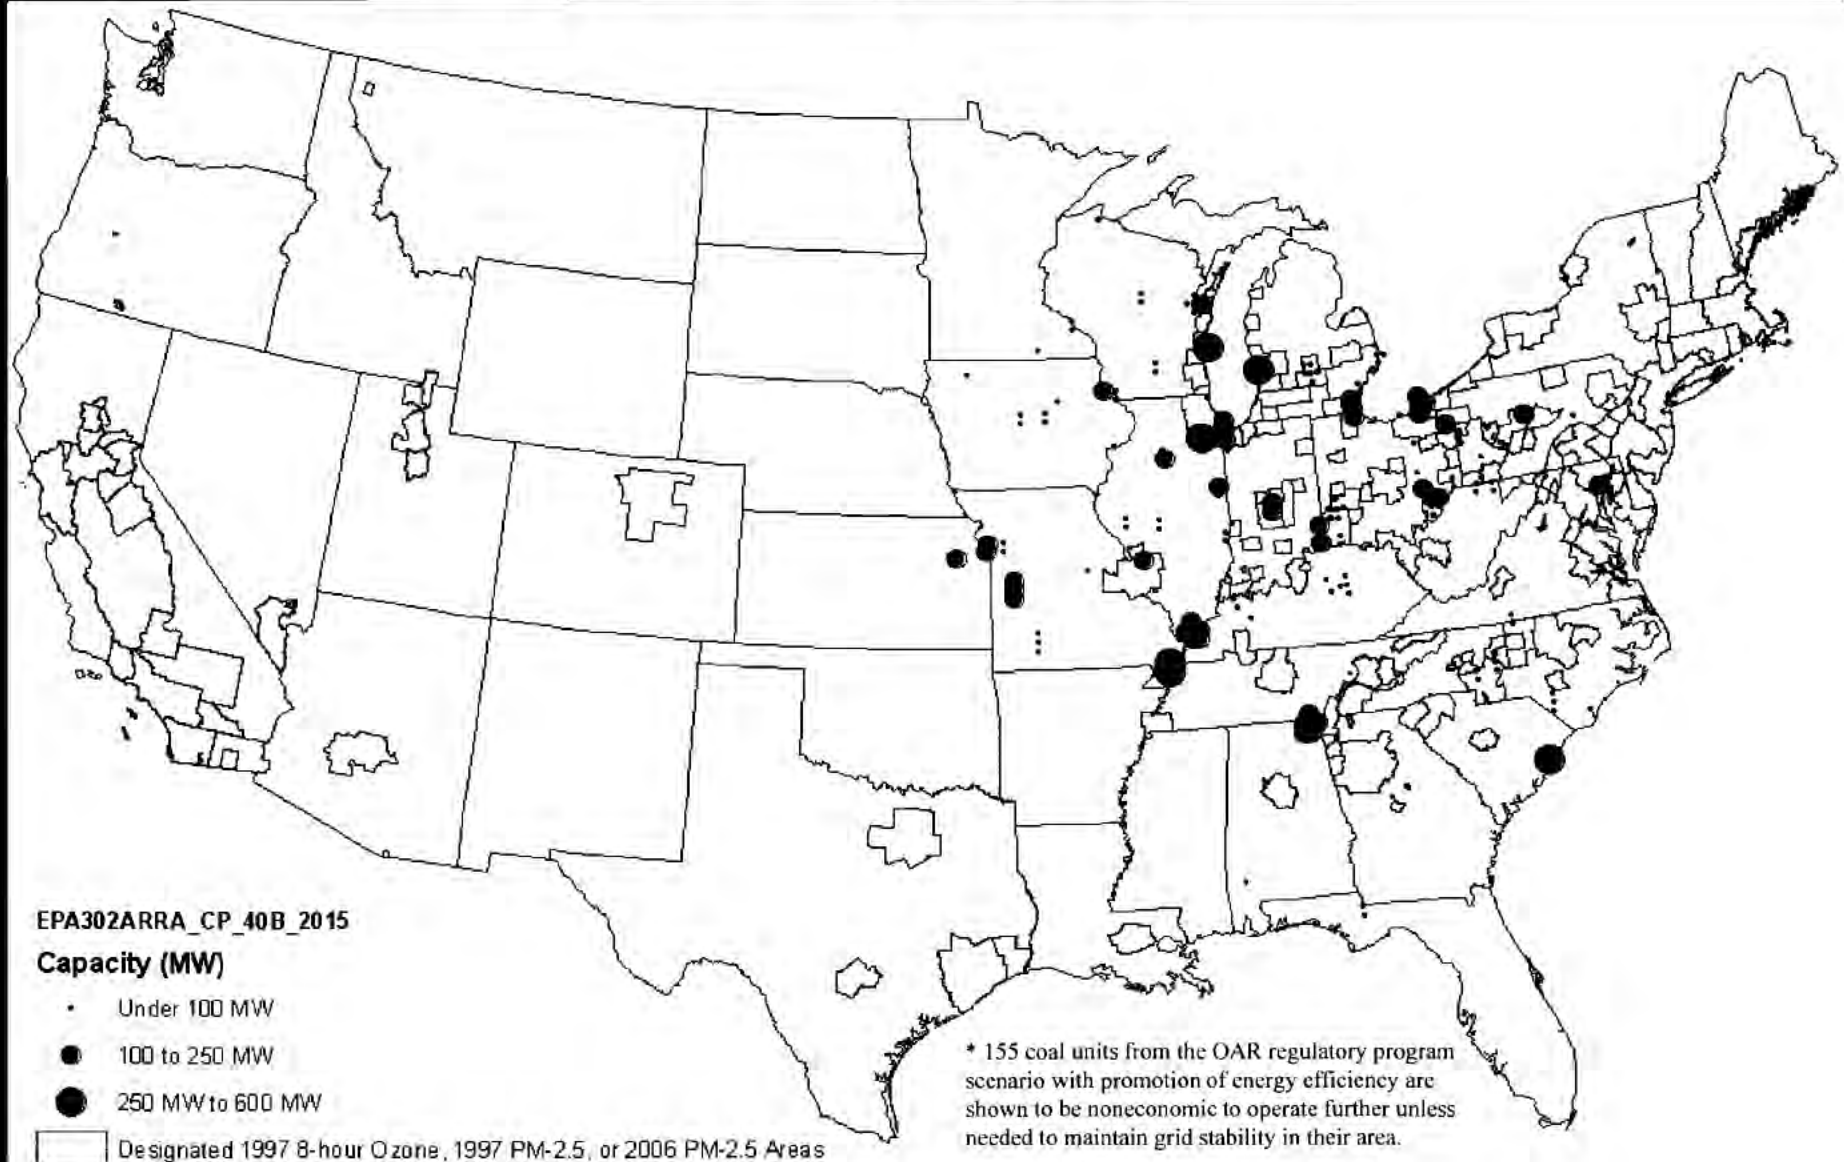 EPA302ARRA_CP_40B_2015
Capacity (MW)
Under 100 MW
100 to 250 MW
250 MW to 600 MW
Designated 1997 8-hour Ozone, 1997 PM-2.5, or 2006 PM-2.5 Areas
* 155 coal units from the OAR regulatory program
scenario with promotion of energy efficiency are
shown to be noneconomic to operate further unless
needed to maintain grid stability in their area.